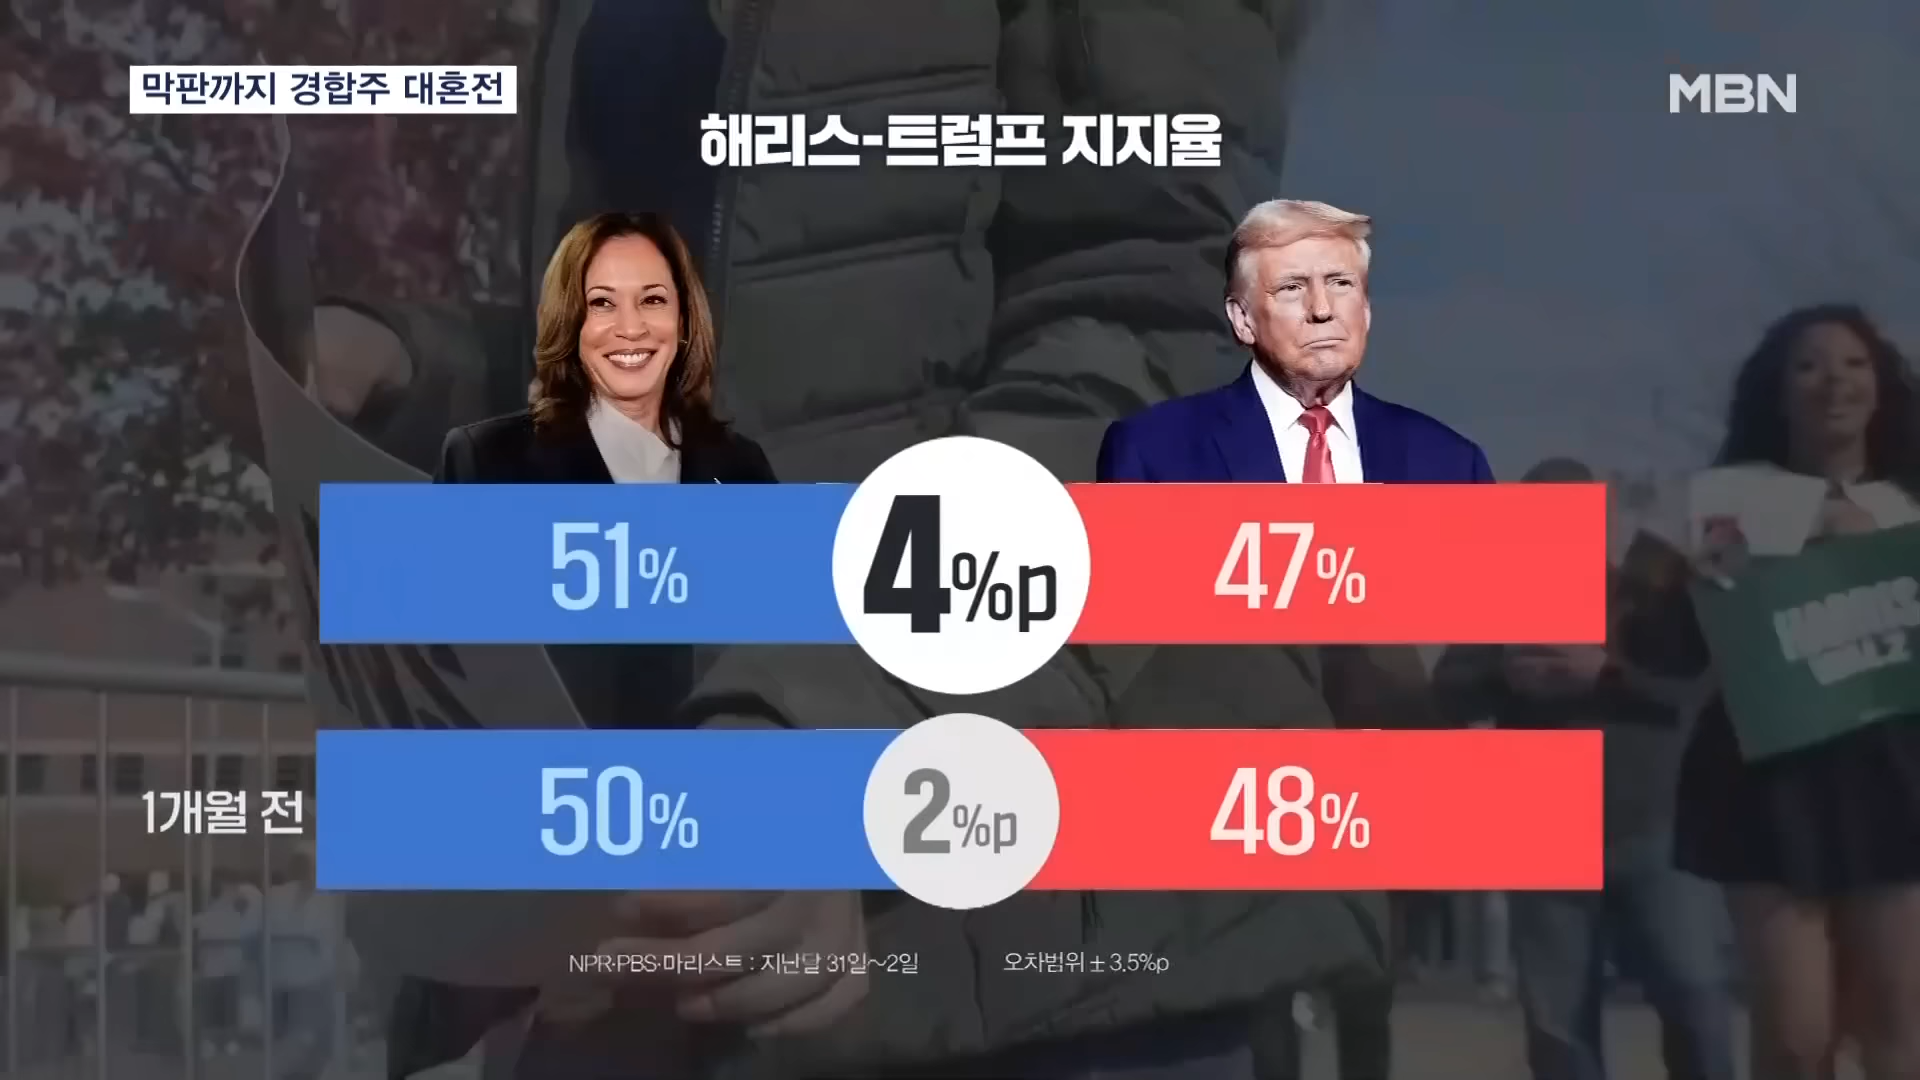 막판까지 경합주 대혼전
MBN
해리스-트럼프 지지율
51%
4%p
47%
1개월 전
50%
2%p
48%
NPR·PBS·마리스트 : 지난달 31일~2일
오차범위 ± 3.5%p
HARRIS
WALZ